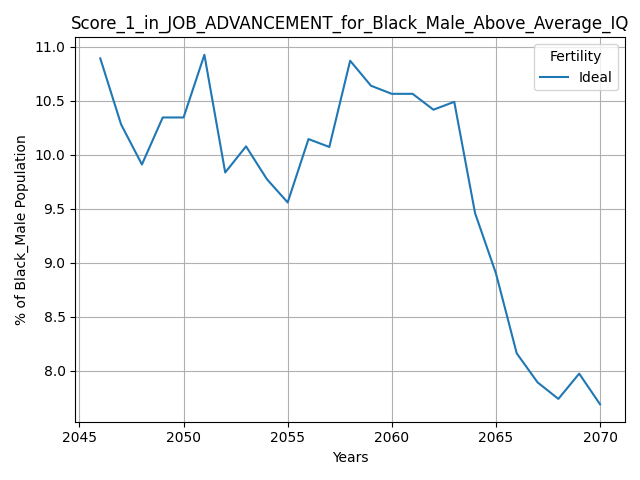 Score_1_in_JOB_ADVANCEMENT_for_Black_Male_Above_Average_IQ
Fertility
Ideal
% of Black_Male Population
11.0
10.5
10.0
9.5
9.0
8.5
8.0
2045 2050 2055 2060 2065 2070
Years